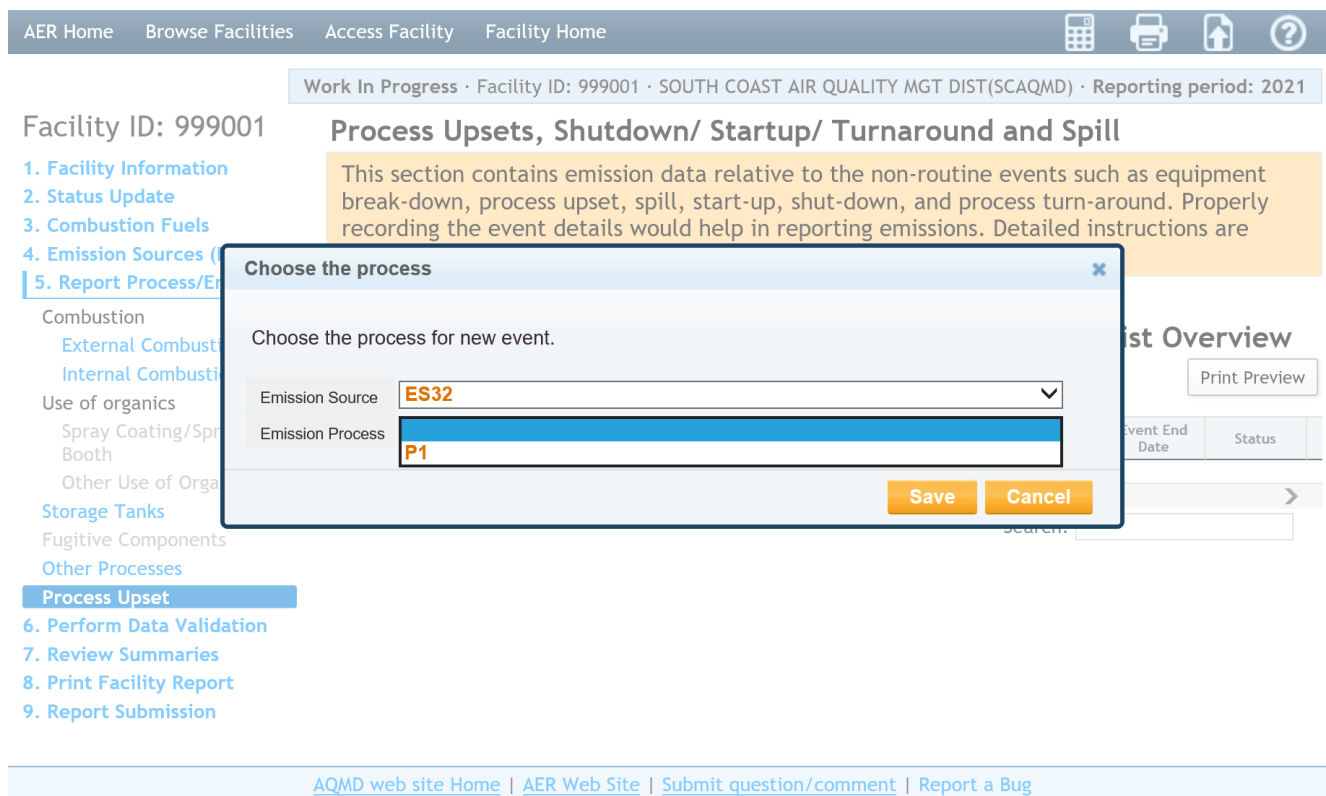 AER Home Browse Facilities Access Facility Facility Home
Work In Progress · Facility ID: 999001 · SOUTH COAST AIR QUALITY MGT DIST(SCAQMD) · Reporting period: 2021
Facility ID: 999001
1. Facility Information
2. Status Update
3. Combustion Fuels
4. Emission Sources (
5. Report Process/
Combustion
External
Internal
Use of organics
Spray Coating/
Booth
Other Use of
Storage Tanks
Fugitive Components
Other Processes
Process Upset
6. Perform Data Validation
7. Review Summaries
8. Print Facility Report
9. Report Submission
Process Upsets, Shutdown/ Startup/ Turnaround and Spill
This section contains emission data relative to the non-routine events such as equipment
break-down, process upset, spill, start-up, shut-down, and process turn-around. Properly
recording the event details would help in reporting emissions. Detailed instructions are
Choose the process
Choose the process for new event.
Emission Source ES32
Emission Process
P1
Save Cancel
Overview
Print Preview
Event End
Date
Status
Search:
AQMD web site Home | AER Web Site | Submit question/comment | Report a Bug